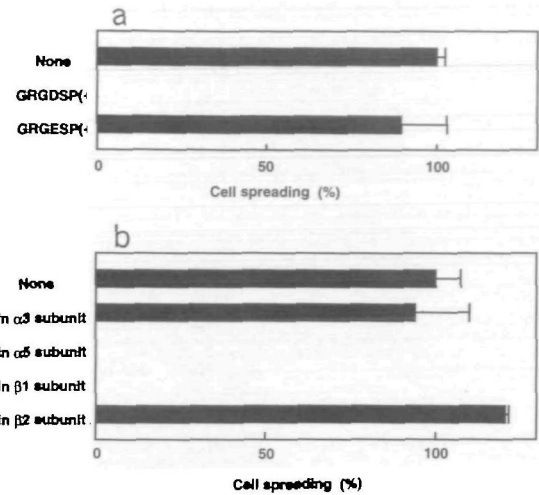 a
None
GRGDSP(-
GRGESP(-
0 50 100
Cell spreading (%)
b
None
n α3 subunit
in α5 subunit
in β1 subunit
in β2 subunit
0 50 100
Cell spreading (%)